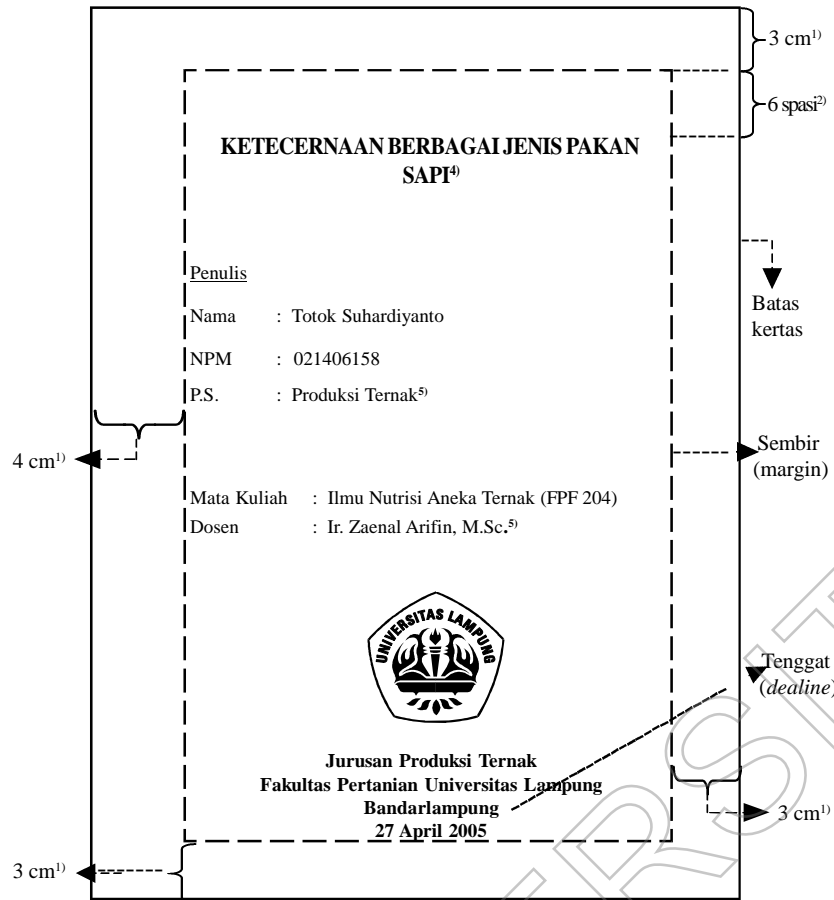 3 cm¹⁾
6 spasi²⁾
KETECERNAAN BERBAGAI JENIS PAKAN
SAPI⁴⁾
Penulis
Nama : Totok Suhardiyanto
NPM : 021406158
P.S. : Produksi Ternak⁵⁾
Batas
kertas
4 cm¹⁾
Sembir
(margin)
Mata Kuliah : Ilmu Nutrisi Aneka Ternak (FPF 204)
Dosen : Ir. Zaenal Arifin, M.Sc.⁵⁾
UNIVERSITAS LAMPUNG
Tenggat
(dealine)
Jurusan Produksi Ternak
Fakultas Pertanian Universitas Lampung
Bandarlampung
27 April 2005
3 cm¹⁾
3 cm¹⁾
ERSIT